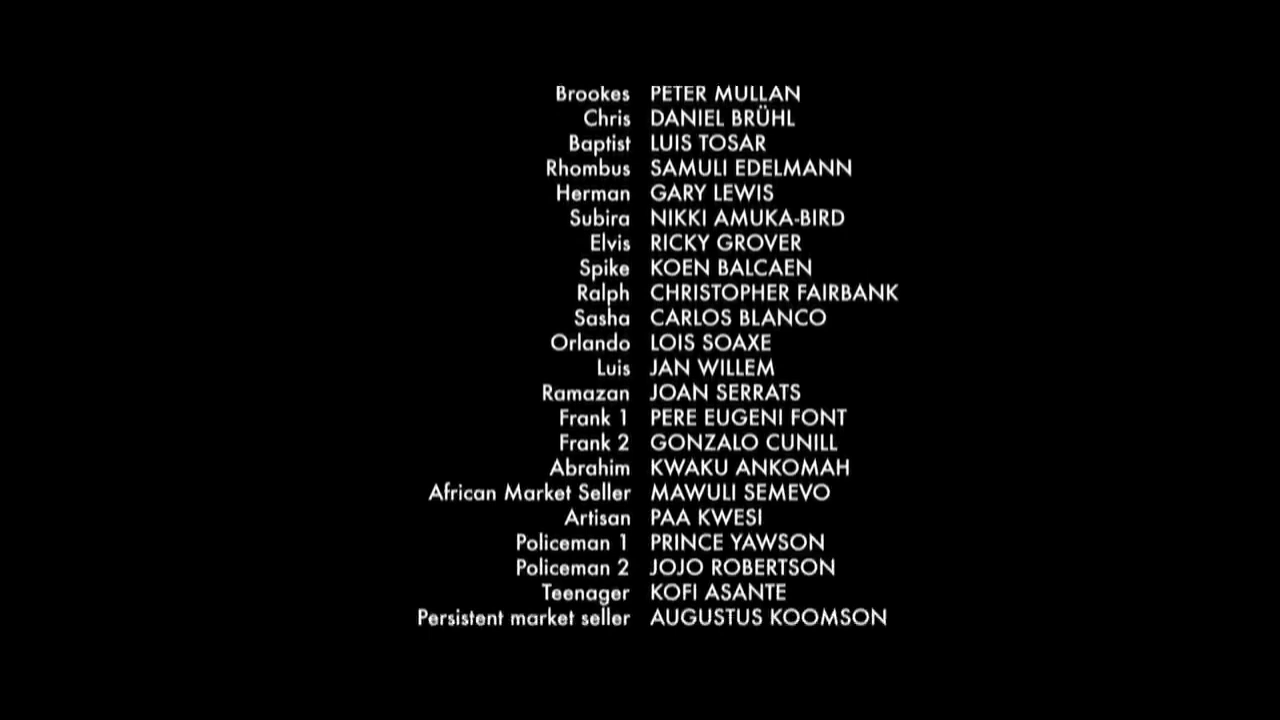 Brookes PETER MULLAN
Chris DANIEL BRÜHL
Baptist LUIS TOSAR
Rhombus SAMULI EDELMANN
Herman GARY LEWIS
Subira NIKKI AMUKA-BIRD
Elvis RICKY GROVER
Spike KOEN BALCAEN
Ralph CHRISTOPHER FAIRBANK
Sasha CARLOS BLANCO
Orlando LOIS SOAXE
Luis JAN WILLEM
Ramazan JOAN SERRATS
Frank 1 PERE EUGENI FONT
Frank 2 GONZALO CUNILL
Abrahim KWAKU ANKOMAH
African Market Seller MAWULI SEMEVO
Artisan PAA KWESI
Policeman 1 PRINCE YAWSON
Policeman 2 JOJO ROBERTSON
Teenager KOFI ASANTE
Persistent market seller AUGUSTUS KOOMSON